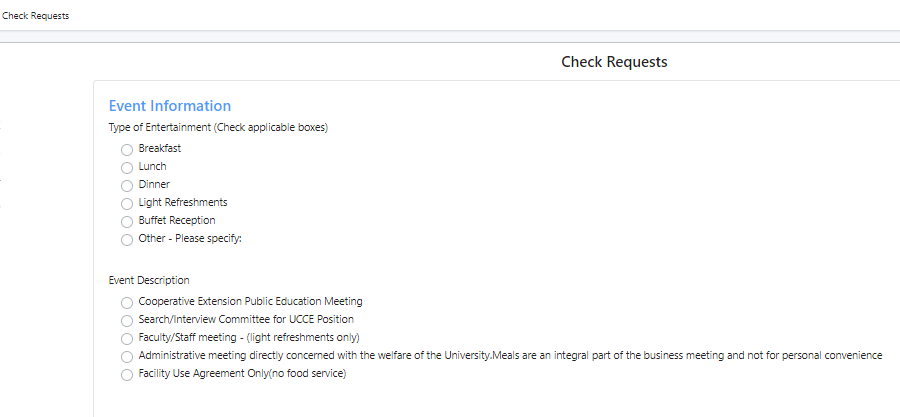 Check Requests
Check Requests
Event Information
Type of Entertainment (Check applicable boxes)
Breakfast
Lunch
Dinner
Light Refreshments
Buffet Reception
Other - Please specify:
Event Description
Cooperative Extension Public Education Meeting
Search/Interview Committee for UCCE Position
Faculty/Staff meeting - (light refreshments only)
Administrative meeting directly concerned with the welfare of the University.Meals are an integral part of the business meeting and not for personal convenience
Facility Use Agreement Only(no food service)